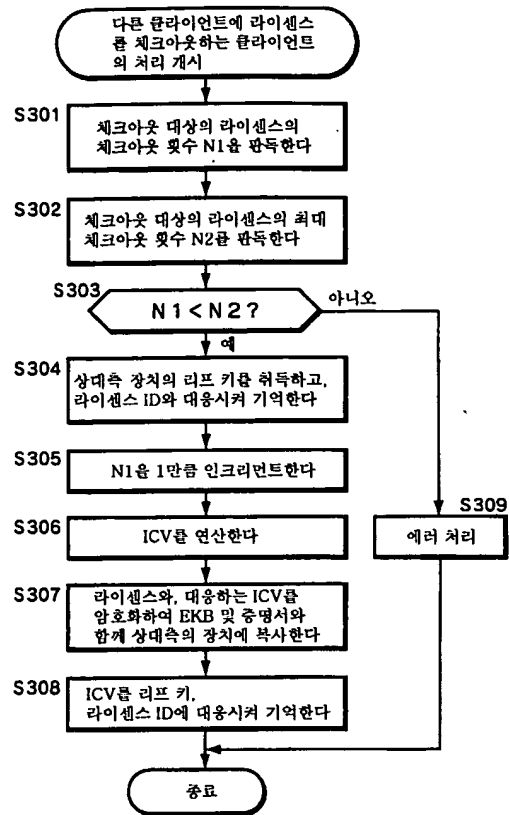 다른 클라이언트에 라이센스
를 체크아웃하는 클라이언트
의 처리 개시
S301
체크아웃 대상의 라이센스의
체크아웃 횟수 N1을 판독한다
S302
체크아웃 대상의 라이센스의 최대
체크아웃 횟수 N2를 판독한다
S303
N1<N2?
아니오
예
S304
상대측 장치의 리프 키를 취득하고,
라이센스 ID와 대응시켜 기억한다
S305
N1을 1만큼 인크리먼트한다
S306
ICV를 연산한다
S309
에러 처리
S307
라이센스와, 대응하는 ICV를
암호화하여 EKB 및 증명서와
함께 상대측의 장치에 복사한다
S308
ICV를 리프 키,
라이센스 ID에 대응시켜 기억한다
종료